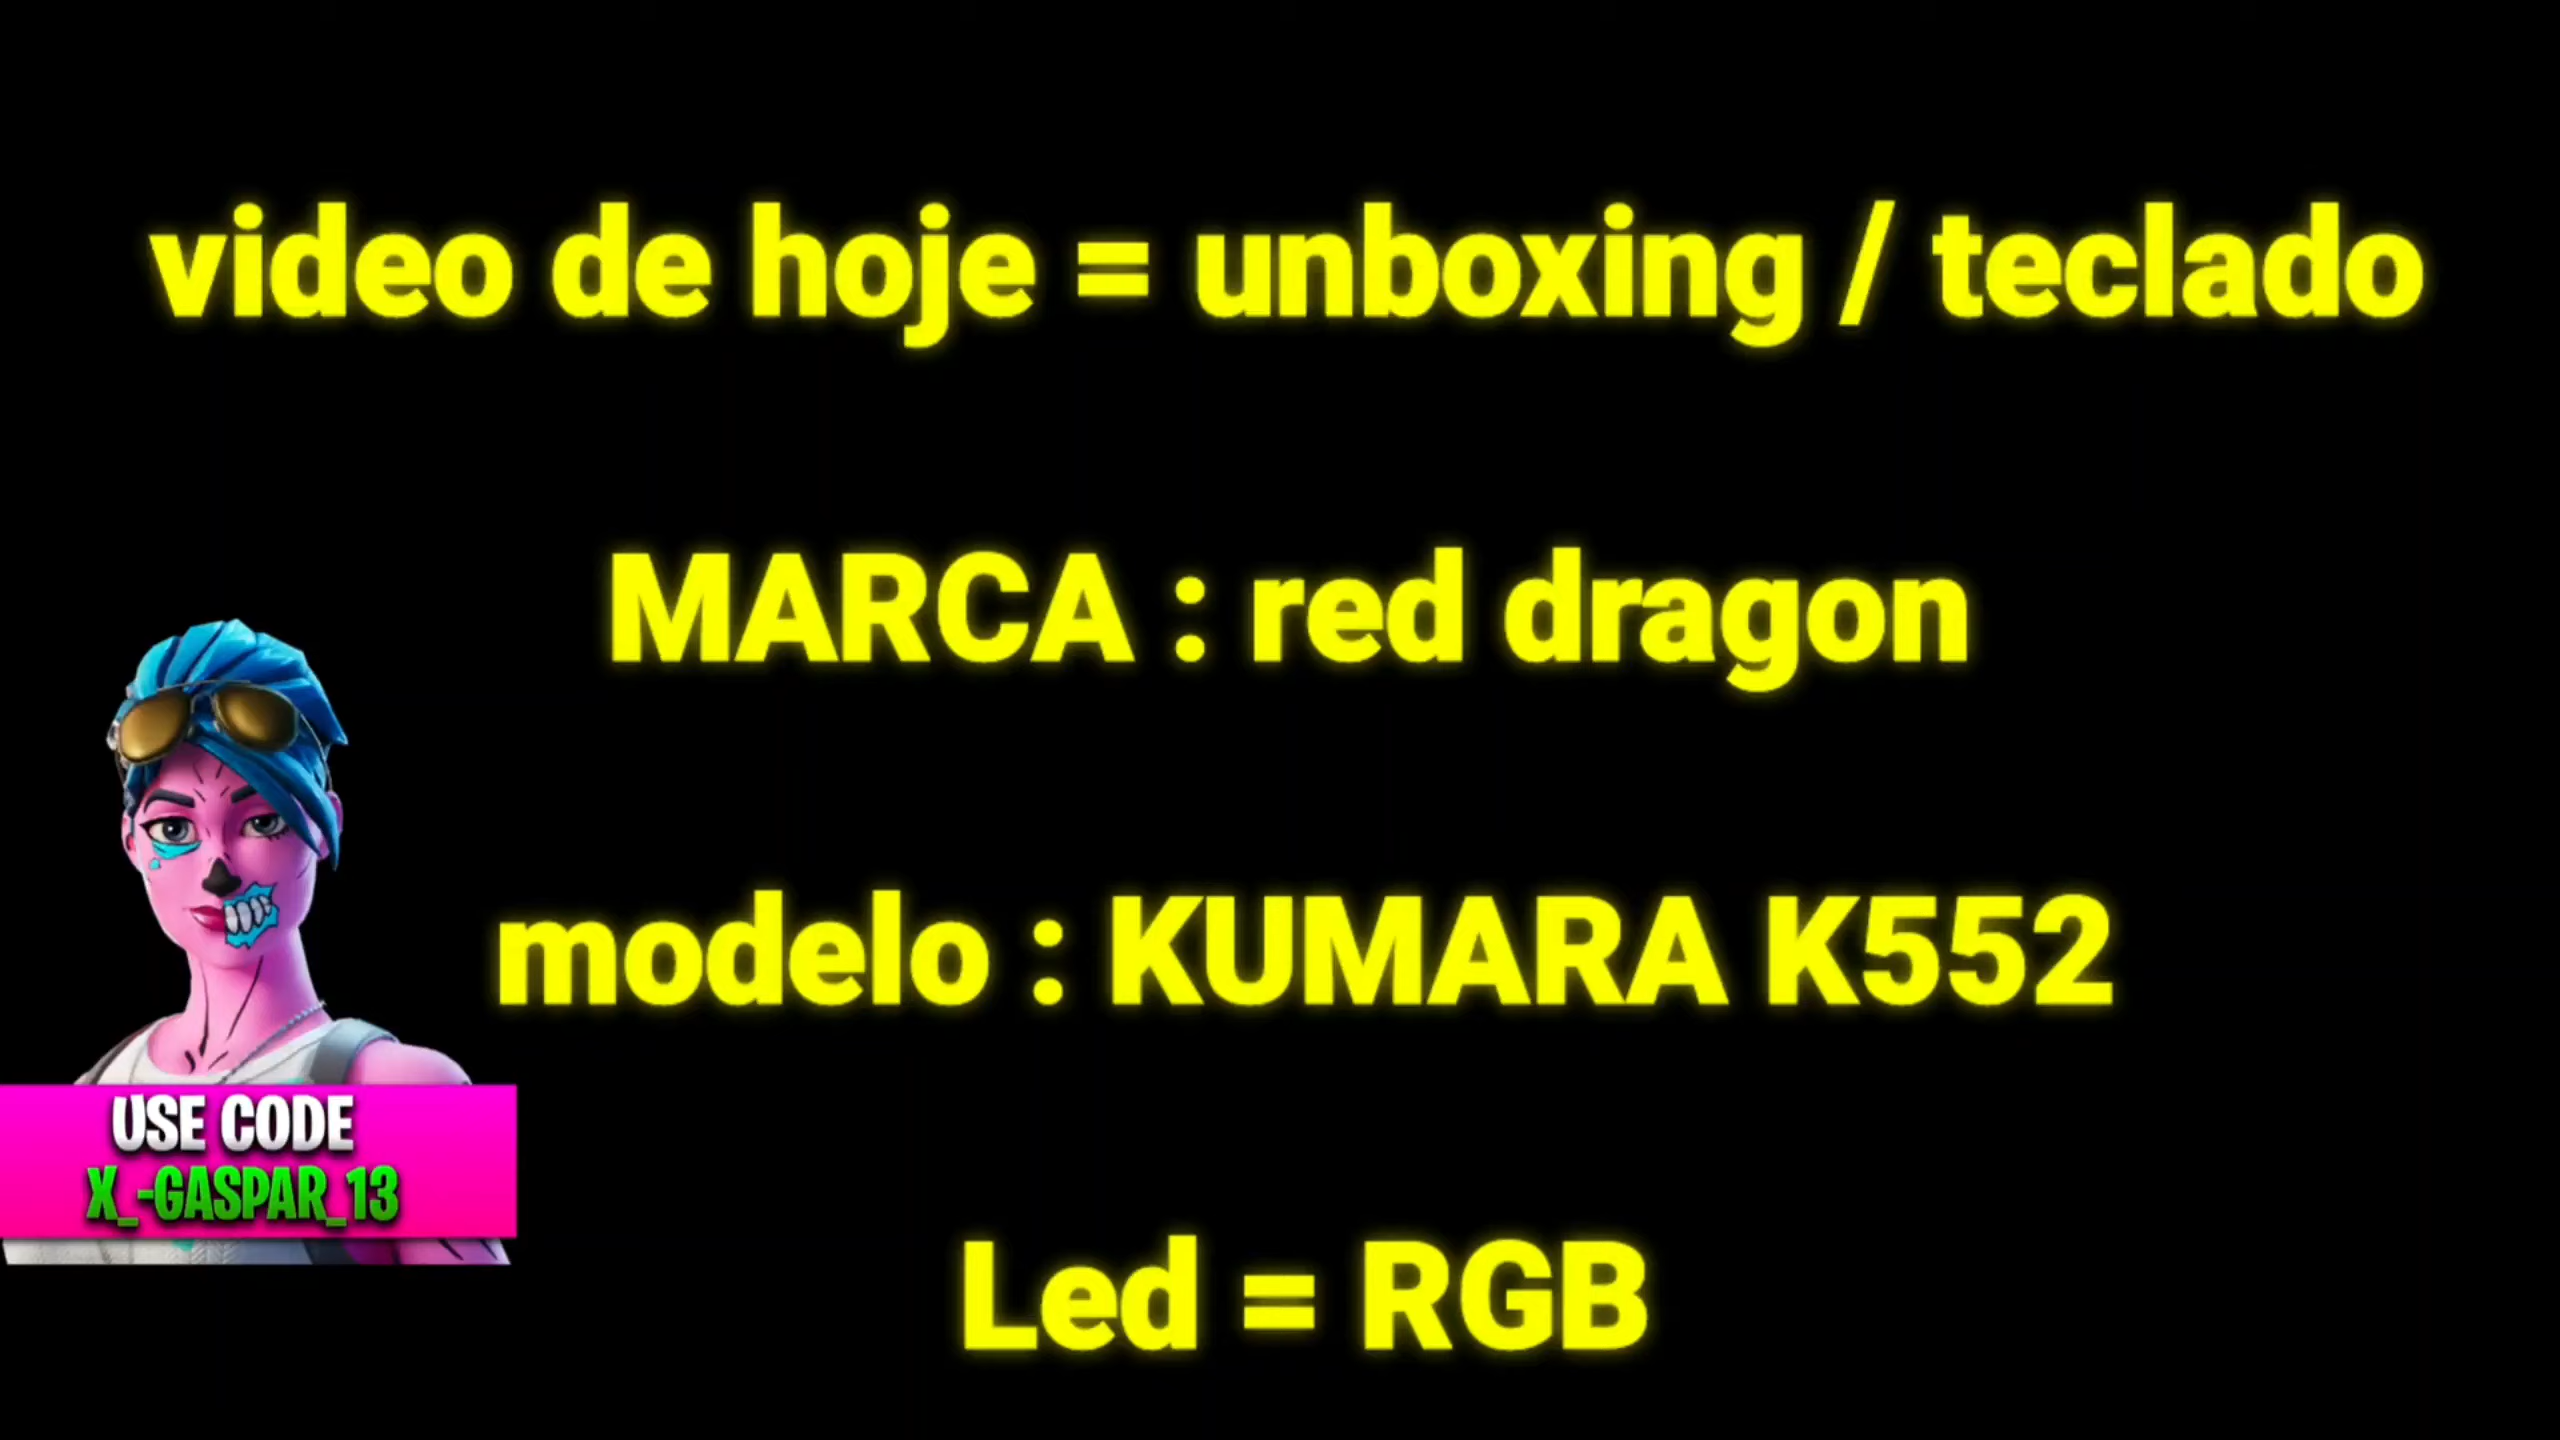 video de hoje = unboxing / teclado
MARCA : red dragon
modelo : KUMARA K552
USE CODE
X_-GASPAR_13
Led = RGB